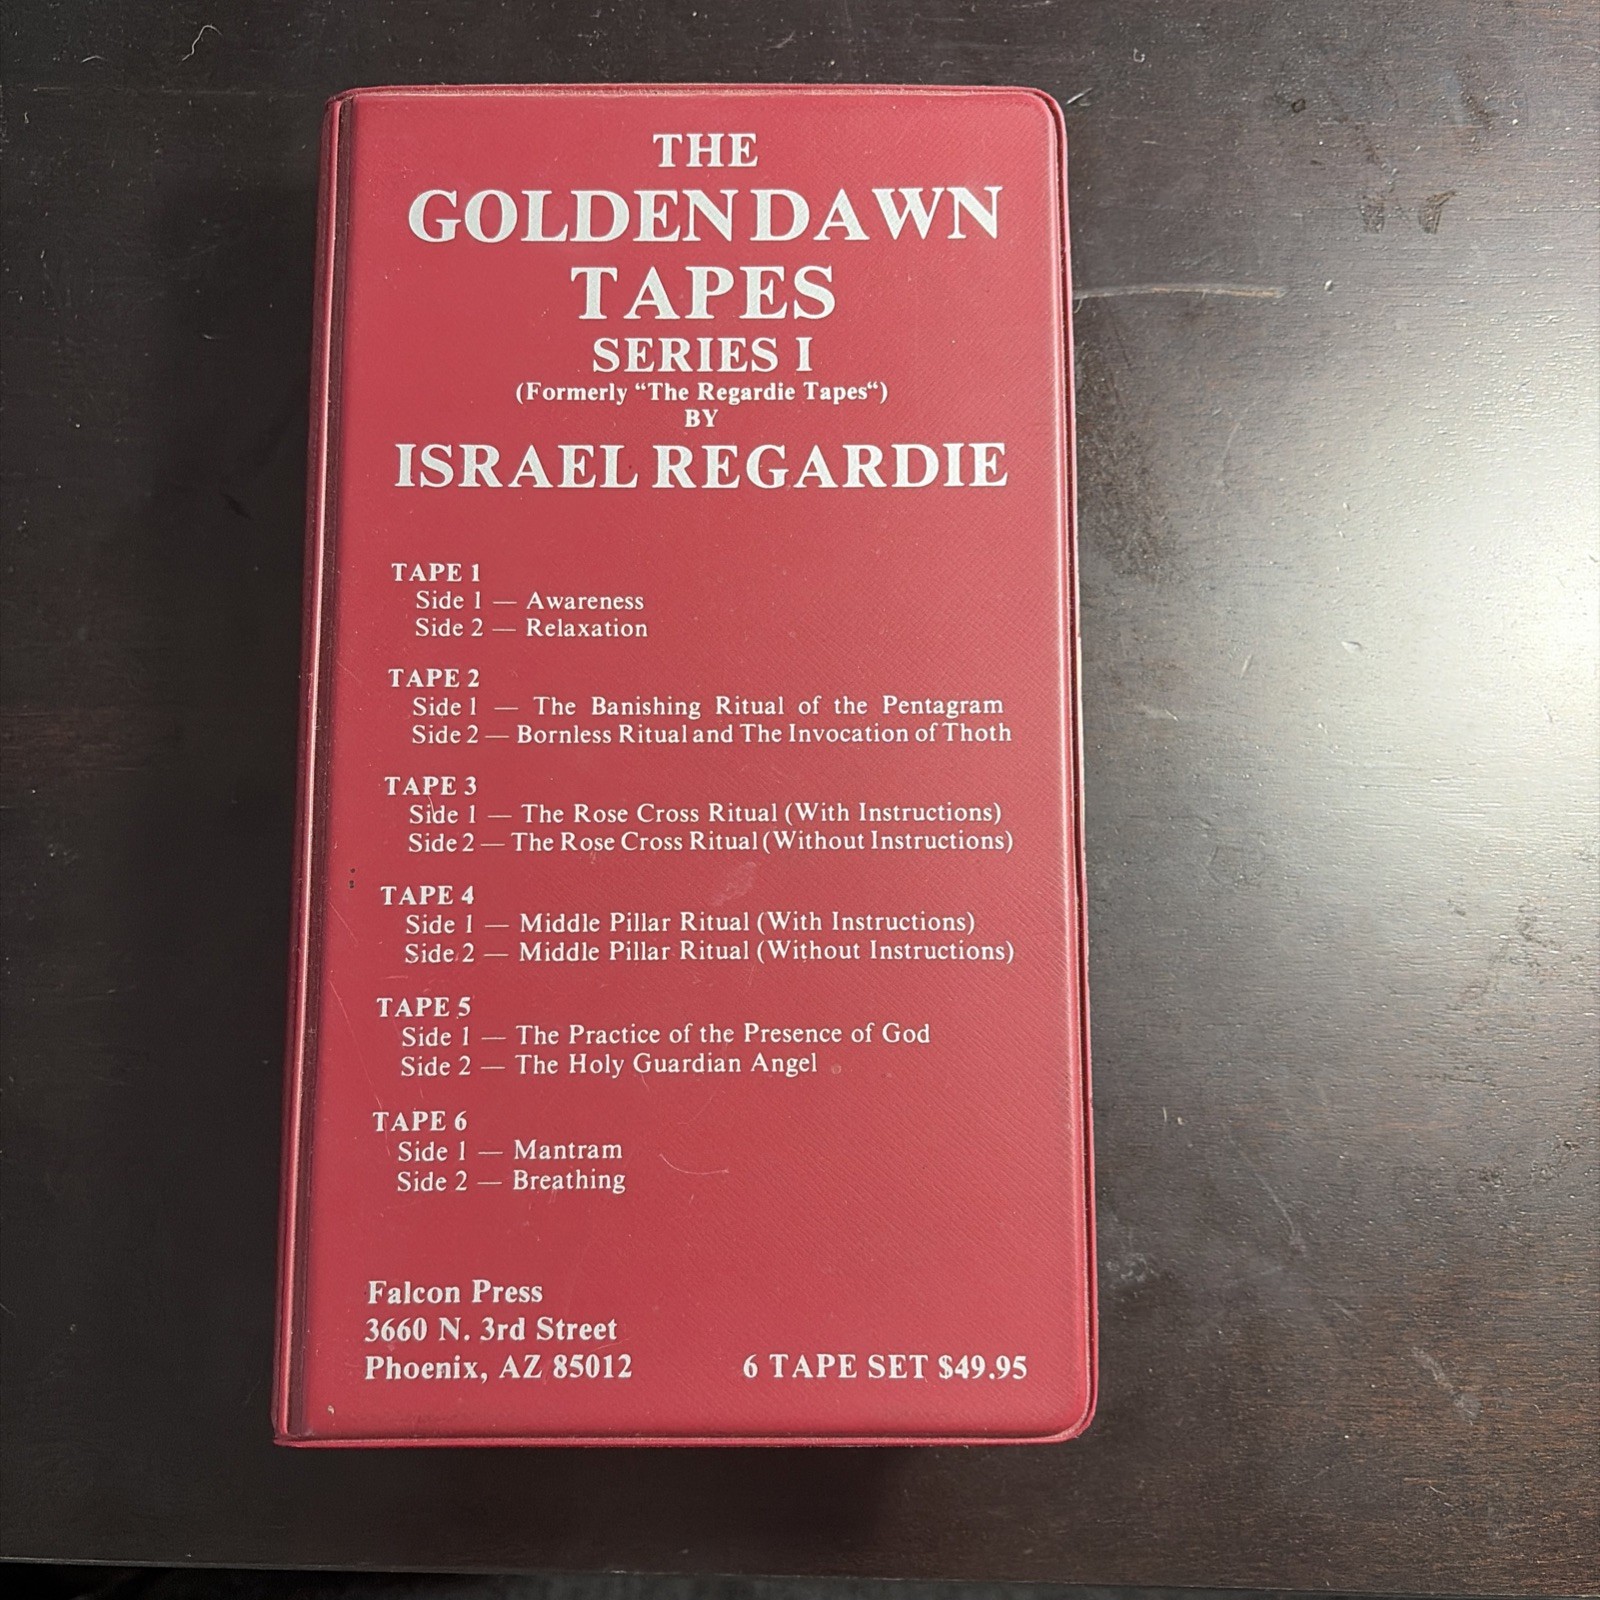 THE
GOLDEN DAWN
TAPES
SERIES I
(Formerly “The Regardie Tapes“)
BY
ISRAEL REGARDIE
TAPE 1
Side 1 — Awareness
Side 2 — Relaxation
TAPE 2
Side 1 — The Banishing Ritual of the Pentagram
Side 2 — Bornless Ritual and The Invocation of Thoth
TAPE 3
Side 1 — The Rose Cross Ritual (With Instructions)
Side 2 — The Rose Cross Ritual (Without Instructions)
TAPE 4
Side 1 — Middle Pillar Ritual (With Instructions)
Side 2 — Middle Pillar Ritual (Without Instructions)
TAPE 5
Side 1 — The Practice of the Presence of God
Side 2 — The Holy Guardian Angel
TAPE 6
Side 1 — Mantram
Side 2 — Breathing
Falcon Press
3660 N. 3rd Street
Phoenix, AZ 85012
6 TAPE SET $49.95